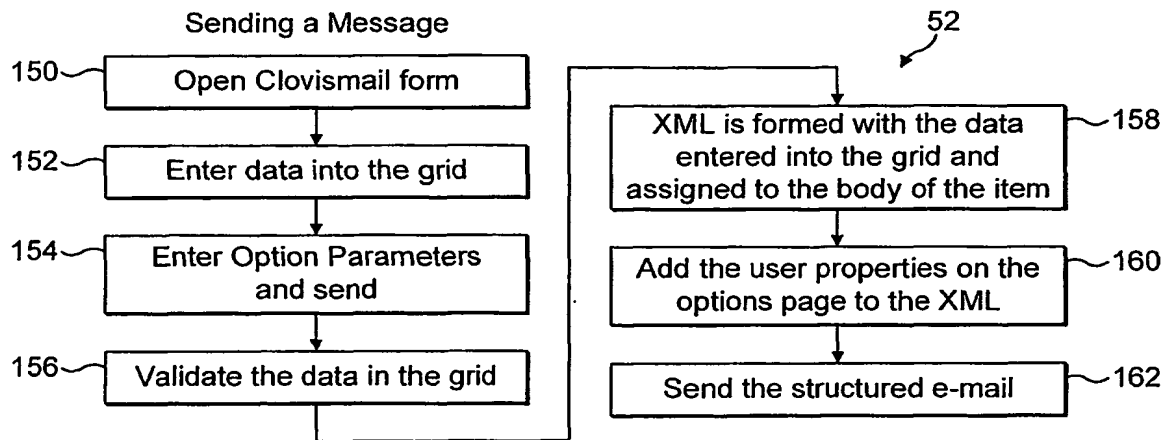 Sending a Message
52
150
Open Clovismail form
152
Enter data into the grid
154
Enter Option Parameters
and send
156
Validate the data in the grid
XML is formed with the data
entered into the grid and
assigned to the body of the item
158
Add the user properties on the
options page to the XML
160
Send the structured e-mail
162